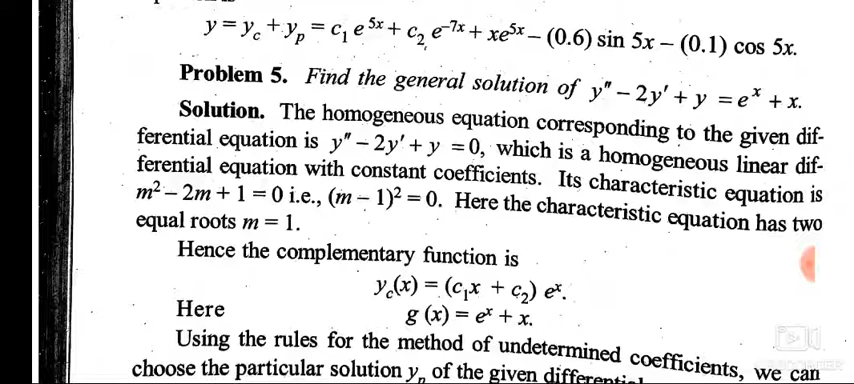 y = y_c + y_p = c₁ e^{5x} + c₂ e^{-7x} + xe^{5x} – (0.6) sin 5x – (0.1) cos 5x.
Problem 5. Find the general solution of y″ – 2y′ + y = e^x + x.
Solution. The homogeneous equation corresponding to the given dif-
ferential equation is y″ – 2y′ + y = 0, which is a homogeneous linear dif-
ferential equation with constant coefficients. Its characteristic equation is
m² – 2m + 1 = 0 i.e., (m – 1)² = 0. Here the characteristic equation has two
equal roots m = 1.
Hence the complementary function is
y_c(x) = (c₁x + c₂) e^x.
Here g (x) = e^x + x.
Using the rules for the method of undetermined coefficients, we can
choose the particular solution y_p of the given